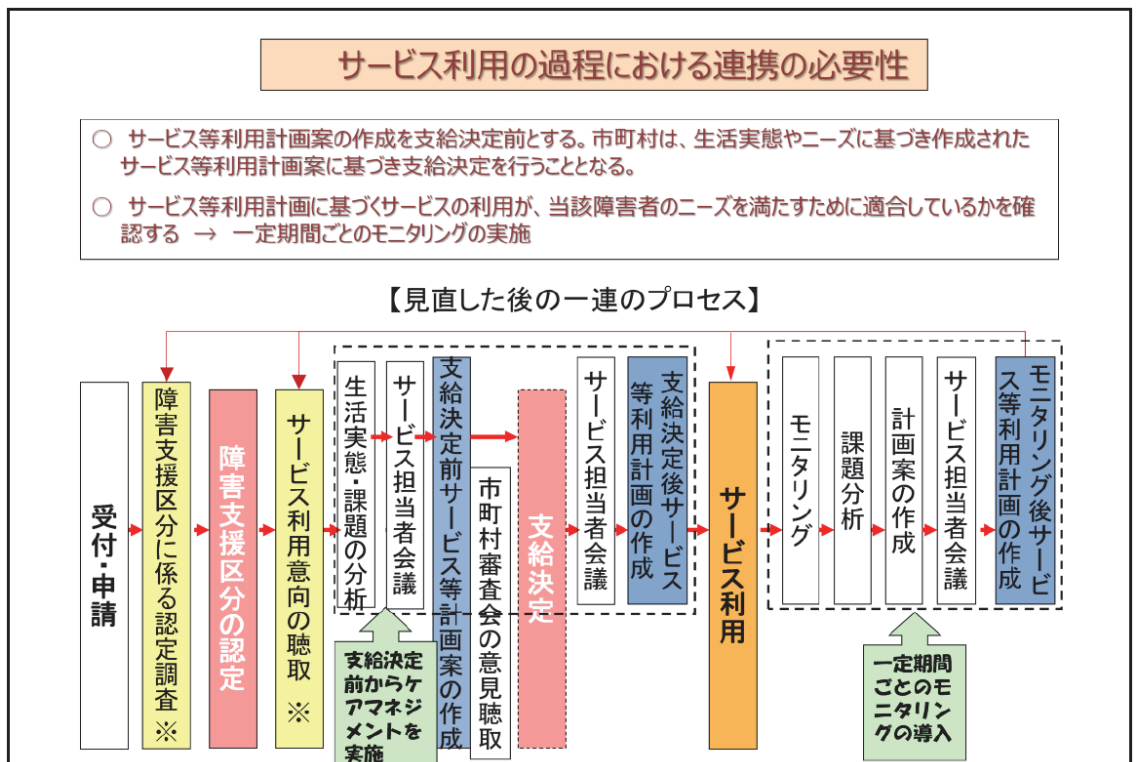 サービス利用の過程における連携の必要性
○ サービス等利用計画案の作成を支給決定前とする。市町村は、生活実態やニーズに基づき作成された
サービス等利用計画案に基づき支給決定を行うこととなる。
○ サービス等利用計画に基づくサービスの利用が、当該障害者のニーズを満たすために適合しているかを確
認する → 一定期間ごとのモニタリングの実施
【見直した後の一連のプロセス】
受付・申請
障害支援区分に係る認定調査※
障害支援区分の認定
サービス利用意向の聴取 ※
生活実態・課題の分析
サービス担当者会議
支給決定前サービス等計画案の作成
市町村審査会の意見聴取
支給決定
サービス担当者会議
支給決定後サービス
等利用計画の作成
サービス利用
モニタリング
課題分析
計画案の作成
サービス担当者会議
モニタリング後サービ
ス等利用計画の作成
支給決定
前からケ
アマネジ
メントを
実施
一定期間
ごとのモ
ニタリン
グの導入